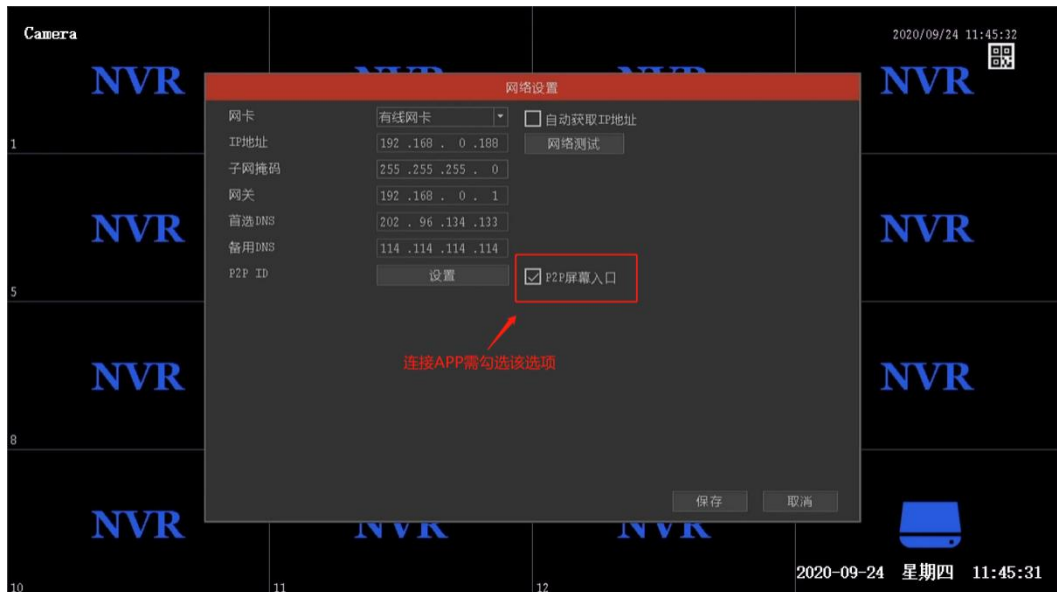 Camera
2020/09/24 11:45:32
NVR NVR NVR NVR
网络设置
网卡 有线网卡 自动获取IP地址
1
IP地址 192 .168 . 0 .188 网络测试
子网掩码 255 .255 .255 . 0
网关 192 .168 . 0 . 1
NVR 首选DNS 202 . 96 .134 .133 NVR
备用DNS 114 .114 .114 .114
P2P ID 设置 P2P屏幕入口
5
连接APP需勾选该选项
NVR NVR
8
保存 取消
NVR NVR NVR
2020-09-24 星期四 11:45:31
10 11 12